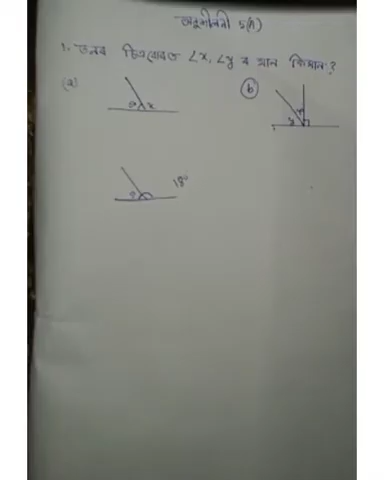 অনুশীলনী 5(A)
1. তলৰ চিত্ৰবোৰত ∠x, ∠y ৰ মান কিমান?
(a)
x
(b)
x
y
18°